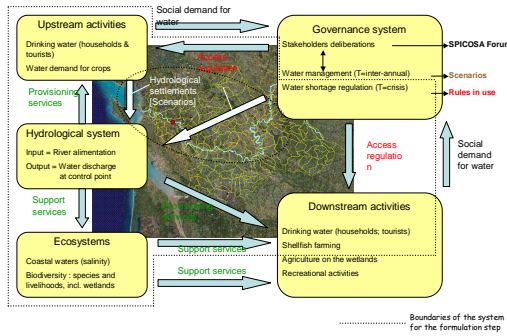 Social demand for
water
Upstream activities
Drinking water (households &
tourists)
Water demand for crops
Governance system
Stakeholders deliberations
SPICOSA Forur
Water management (T=inter-annual)
Scenarios
Water shortage regulation (T=crisis)
Rules in use
Access
regulation
Hydrological
settlements
[Scenarios]
Provisioning
services
Hydrological system
Input = River alimentation
Output = Water discharge
at control point
Access
regulatio
n
Social
demand
for water
Support
services
Downstream activities
Drinking water (households; tourists)
Shellfish farming
Agriculture on the wetlands
Recreational activities
Ecosystems
Coastal waters (salinity)
Biodiversity : species and
livelihoods, incl. wetlands
Support services
Support services
Boundaries of the system
for the formulation step